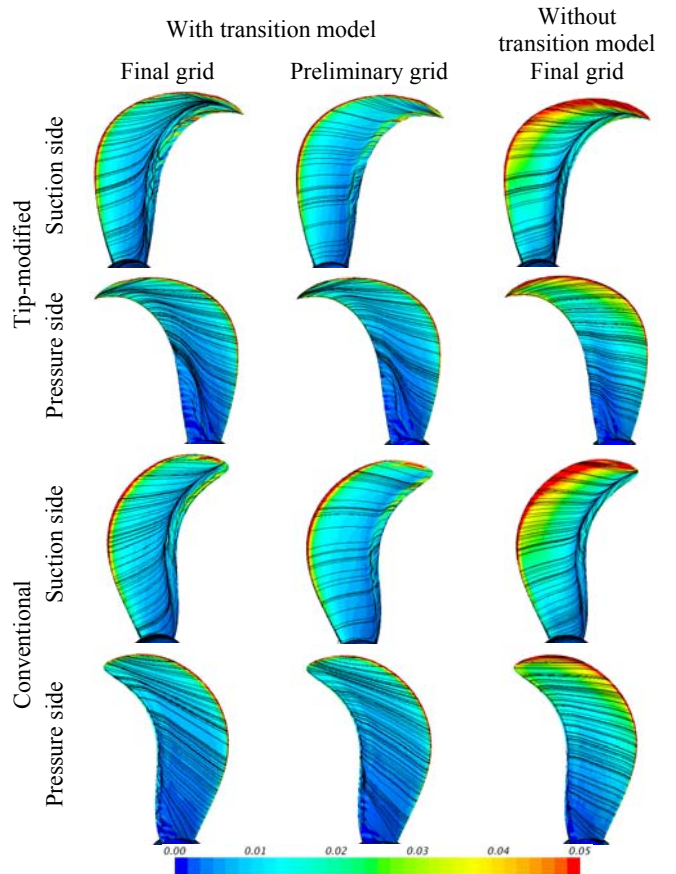 With transition model
Without
transition model
Final grid
Preliminary grid
Final grid
Tip-modified
Suction side
Pressure side
Conventional
Suction side
Pressure side
0.00 0.01 0.02 0.03 0.04 0.05